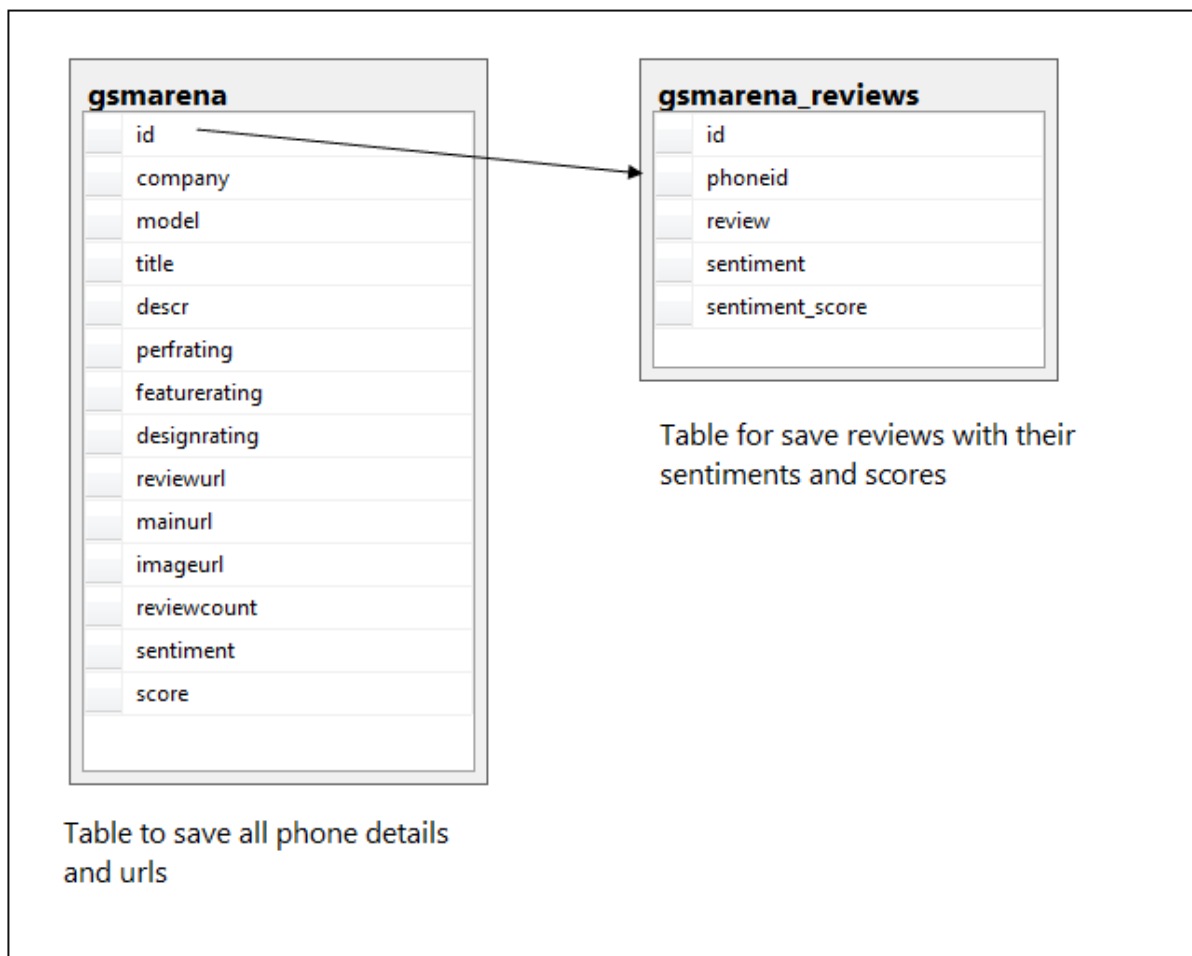 gsmarena
id
company
model
title
descr
perfrating
featurerating
designrating
reviewurl
mainurl
imageurl
reviewcount
sentiment
score
Table to save all phone details
and urls
gsmarena_reviews
id
phoneid
review
sentiment
sentiment_score
Table for save reviews with their
sentiments and scores